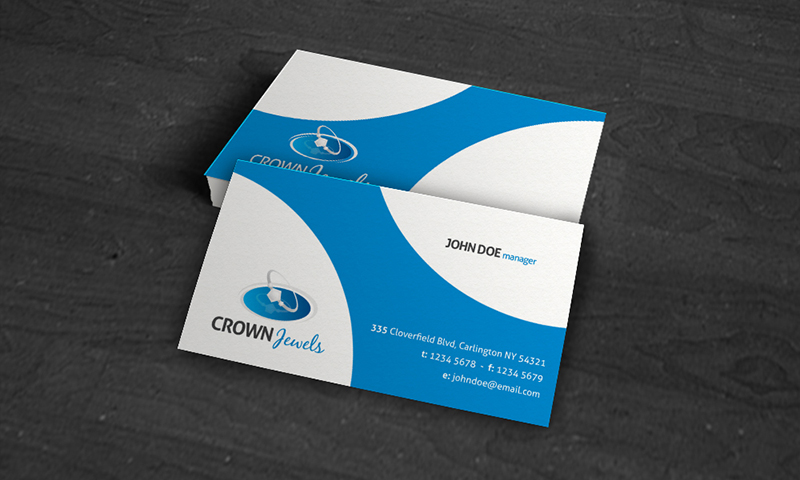 CROWN Jewels
JOHN DOE manager
CROWN Jewels
335 Cloverfield Blvd, Carlington NY 54321
t: 1234 5678 - f: 1234 5679
e: johndoe@email.com